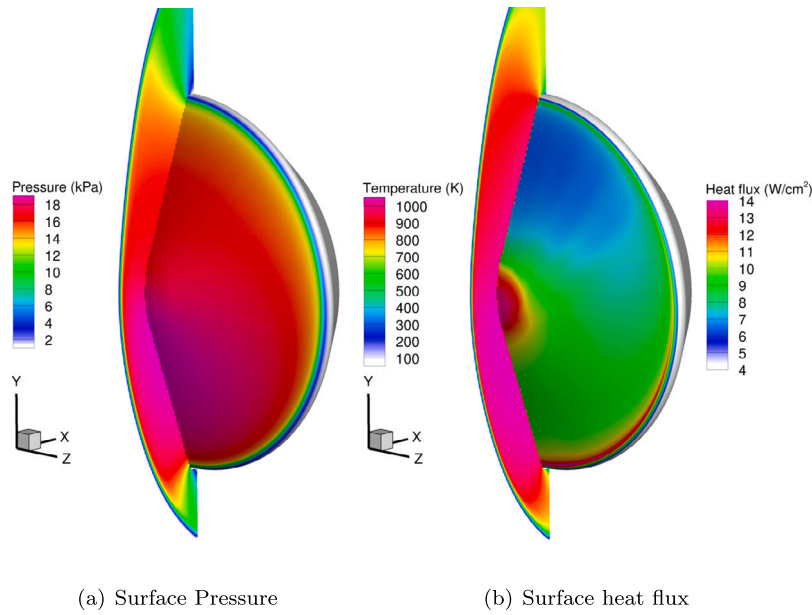 Pressure (kPa)
18
16
14
12
10
8
6
4
2
Y
X
Z
Temperature (K)
1000
900
800
700
600
500
400
300
200
100
Y
X
Z
Heat flux (W/cm²)
14
13
12
11
10
9
8
7
6
5
4
(a) Surface Pressure
(b) Surface heat flux